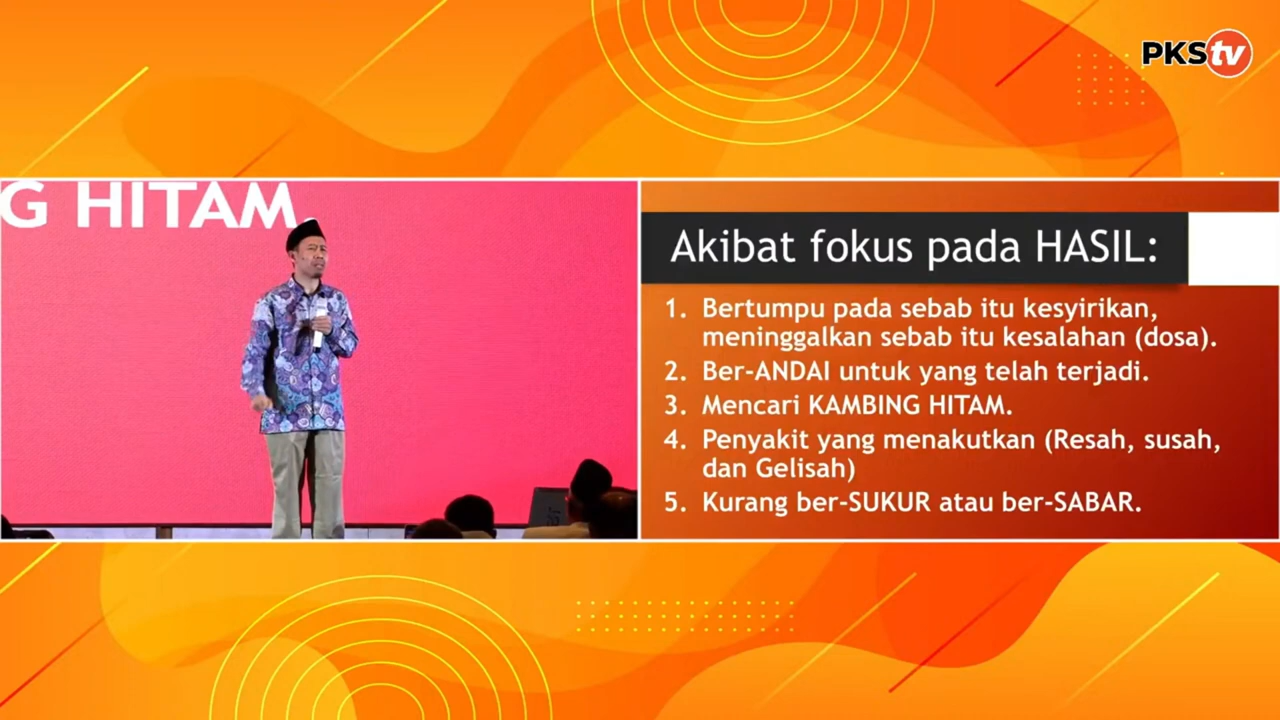 PKStv
G HITAM.
Akibat fokus pada HASIL:
1. Bertumpu pada sebab itu kesyirikan,
meninggalkan sebab itu kesalahan (dosa).
2. Ber-ANDAI untuk yang telah terjadi.
3. Mencari KAMBING HITAM.
4. Penyakit yang menakutkan (Resah, susah,
dan Gelisah)
5. Kurang ber-SUKUR atau ber-SABAR.